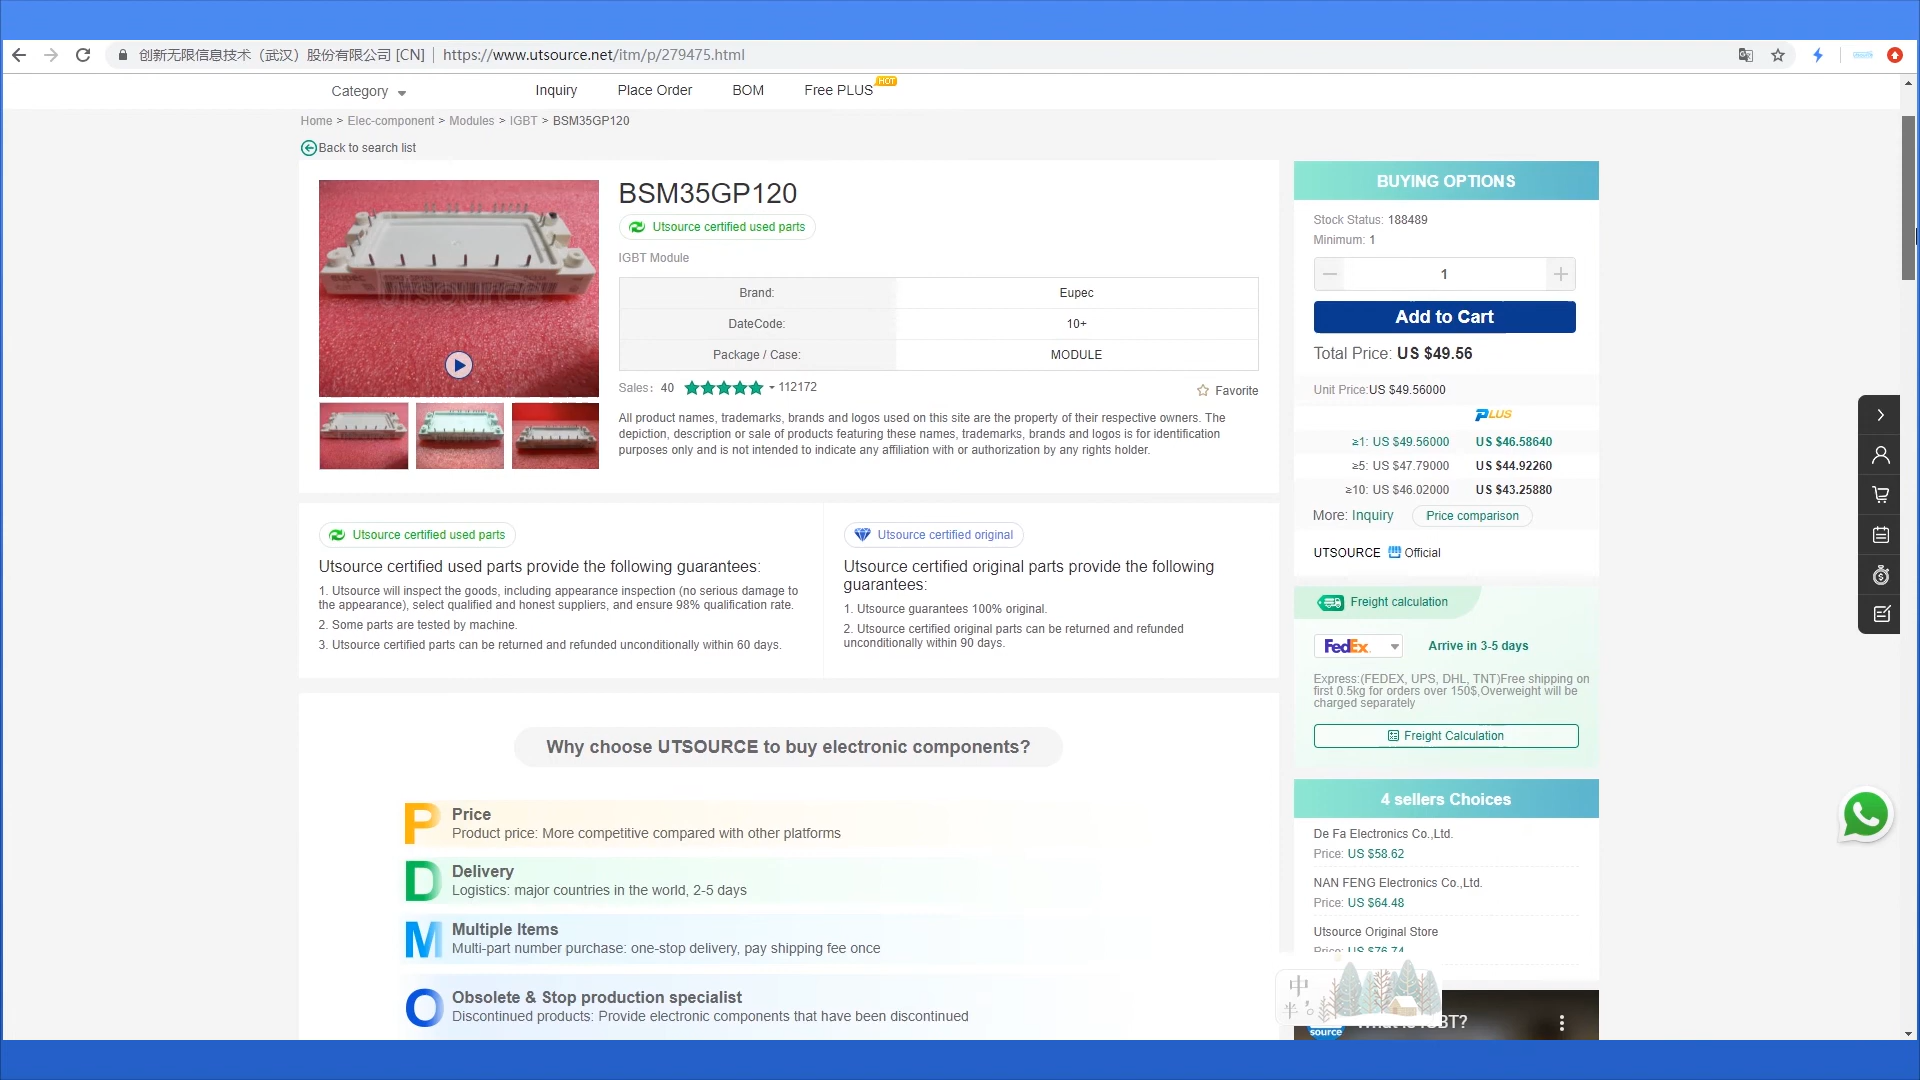 创新无限信息技术（武汉）股份有限公司 [CN] | https://www.utsource.net/itm/p/279475.html
Category Inquiry Place Order BOM Free PLUS HOT
Home > Elec-component > Modules > IGBT > BSM35GP120
Back to search list
BSM35GP120
Utsource certified used parts
IGBT Module
Brand: Eupec
DateCode: 10+
Package / Case: MODULE
Sales: 40 112172 Favorite
All product names, trademarks, brands and logos used on this site are the property of their respective owners. The
depiction, description or sale of products featuring these names, trademarks, brands and logos is for identification
purposes only and is not intended to indicate any affiliation with or authorization by any rights holder.
Utsource certified used parts
Utsource certified used parts provide the following guarantees:
1. Utsource will inspect the goods, including appearance inspection (no serious damage to
the appearance), select qualified and honest suppliers, and ensure 98% qualification rate.
2. Some parts are tested by machine.
3. Utsource certified parts can be returned and refunded unconditionally within 60 days.
Utsource certified original
Utsource certified original parts provide the following
guarantees:
1. Utsource guarantees 100% original.
2. Utsource certified original parts can be returned and refunded
unconditionally within 90 days.
Why choose UTSOURCE to buy electronic components?
P Price
Product price: More competitive compared with other platforms
D Delivery
Logistics: major countries in the world, 2-5 days
M Multiple Items
Multi-part number purchase: one-stop delivery, pay shipping fee once
O Obsolete & Stop production specialist
Discontinued products: Provide electronic components that have been discontinued
BUYING OPTIONS
Stock Status: 188489
Minimum: 1
1
Add to Cart
Total Price: US $49.56
Unit Price:US $49.56000
PLUS
≥1: US $49.56000 US $46.58640
≥5: US $47.79000 US $44.92260
≥10: US $46.02000 US $43.25880
More: Inquiry Price comparison
UTSOURCE Official
Freight calculation
FedEx Arrive in 3-5 days
Express:(FEDEX, UPS, DHL, TNT)Free shipping on
first 0.5kg for orders over 150$,Overweight will be
charged separately
Freight Calculation
4 sellers Choices
De Fa Electronics Co.,Ltd.
Price: US $58.62
NAN FENG Electronics Co.,Ltd.
Price: US $64.48
Utsource Original Store
Price: US $76.74
中
半
source
What is IGBT?